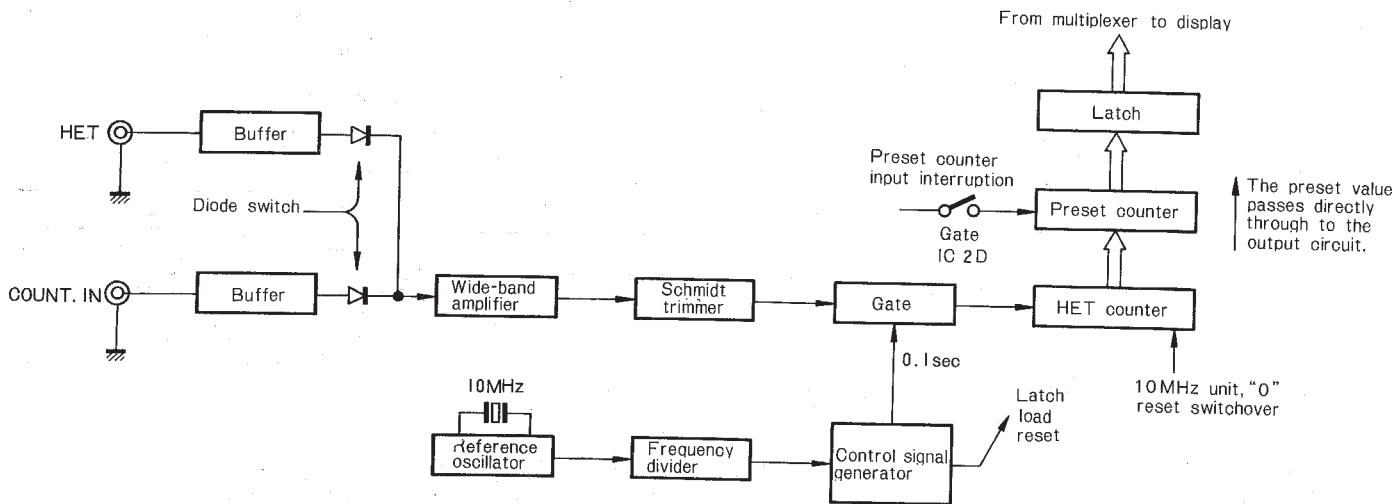 From multiplexer to display
Latch
HET
Buffer
Preset counter
input interruption
Diode switch
Preset counter
The preset value
passes directly
through to the
output circuit.
Gate
IC 2D
COUNT. IN
Buffer
Wide-band
amplifier
Schmidt
trimmer
Gate
HET counter
0.1sec
10MHz
10MHz unit, "0"
reset switchover
Latch
load
reset
Reference
oscillator
Frequency
divider
Control signal
generator